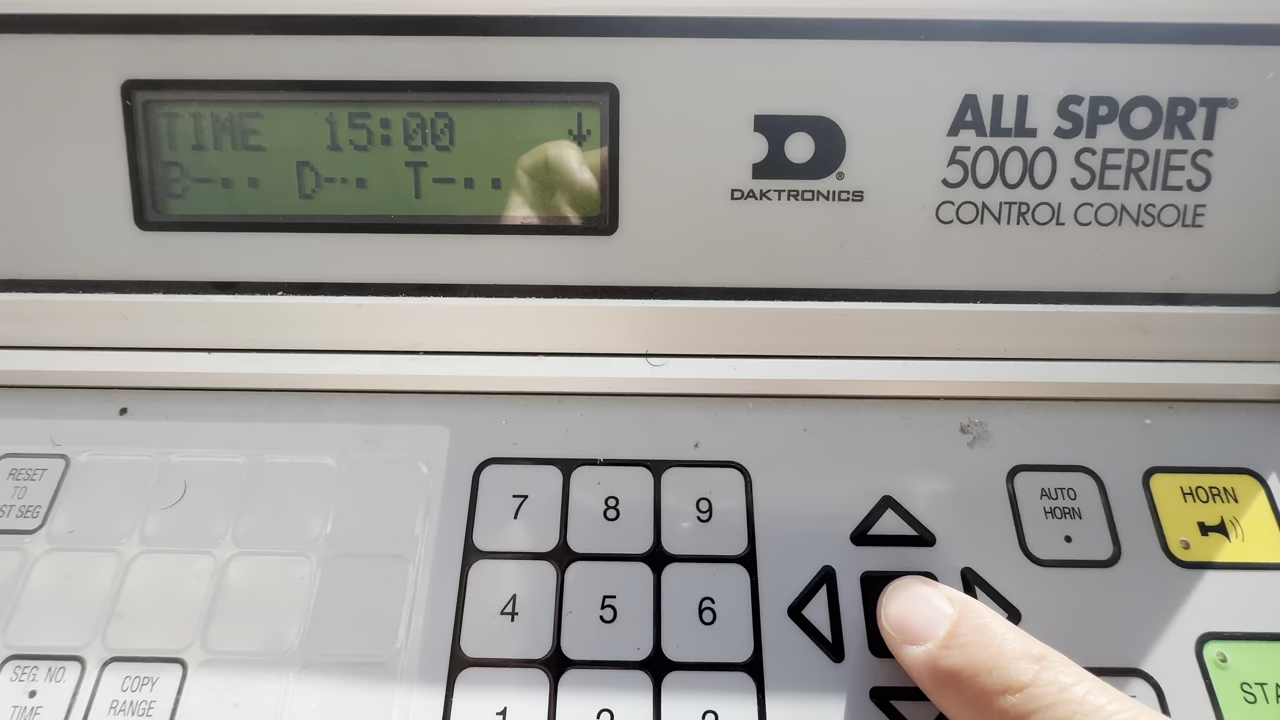 TIME 15:00 ↓
B-·· D-·· T-··
DAKTRONICS®
ALL SPORT®
5000 SERIES
CONTROL CONSOLE
RESET
TO
ST SEG
7 8 9
AUTO
HORN
HORN
4 5 6
SEG. NO.
TIME
COPY
RANGE
STA